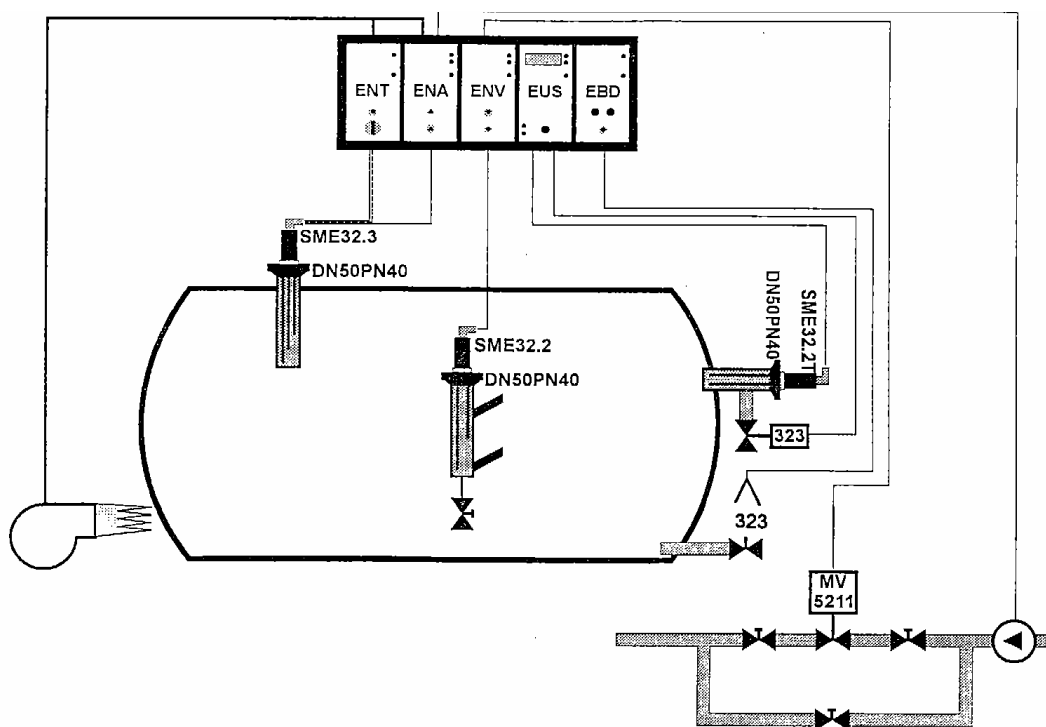 ENT ENA ENV EUS EBD
SME32.3
DN50PN40
SME32.2
DN50PN40
DN50PN40
SME32.2T
323
323
MV
5211